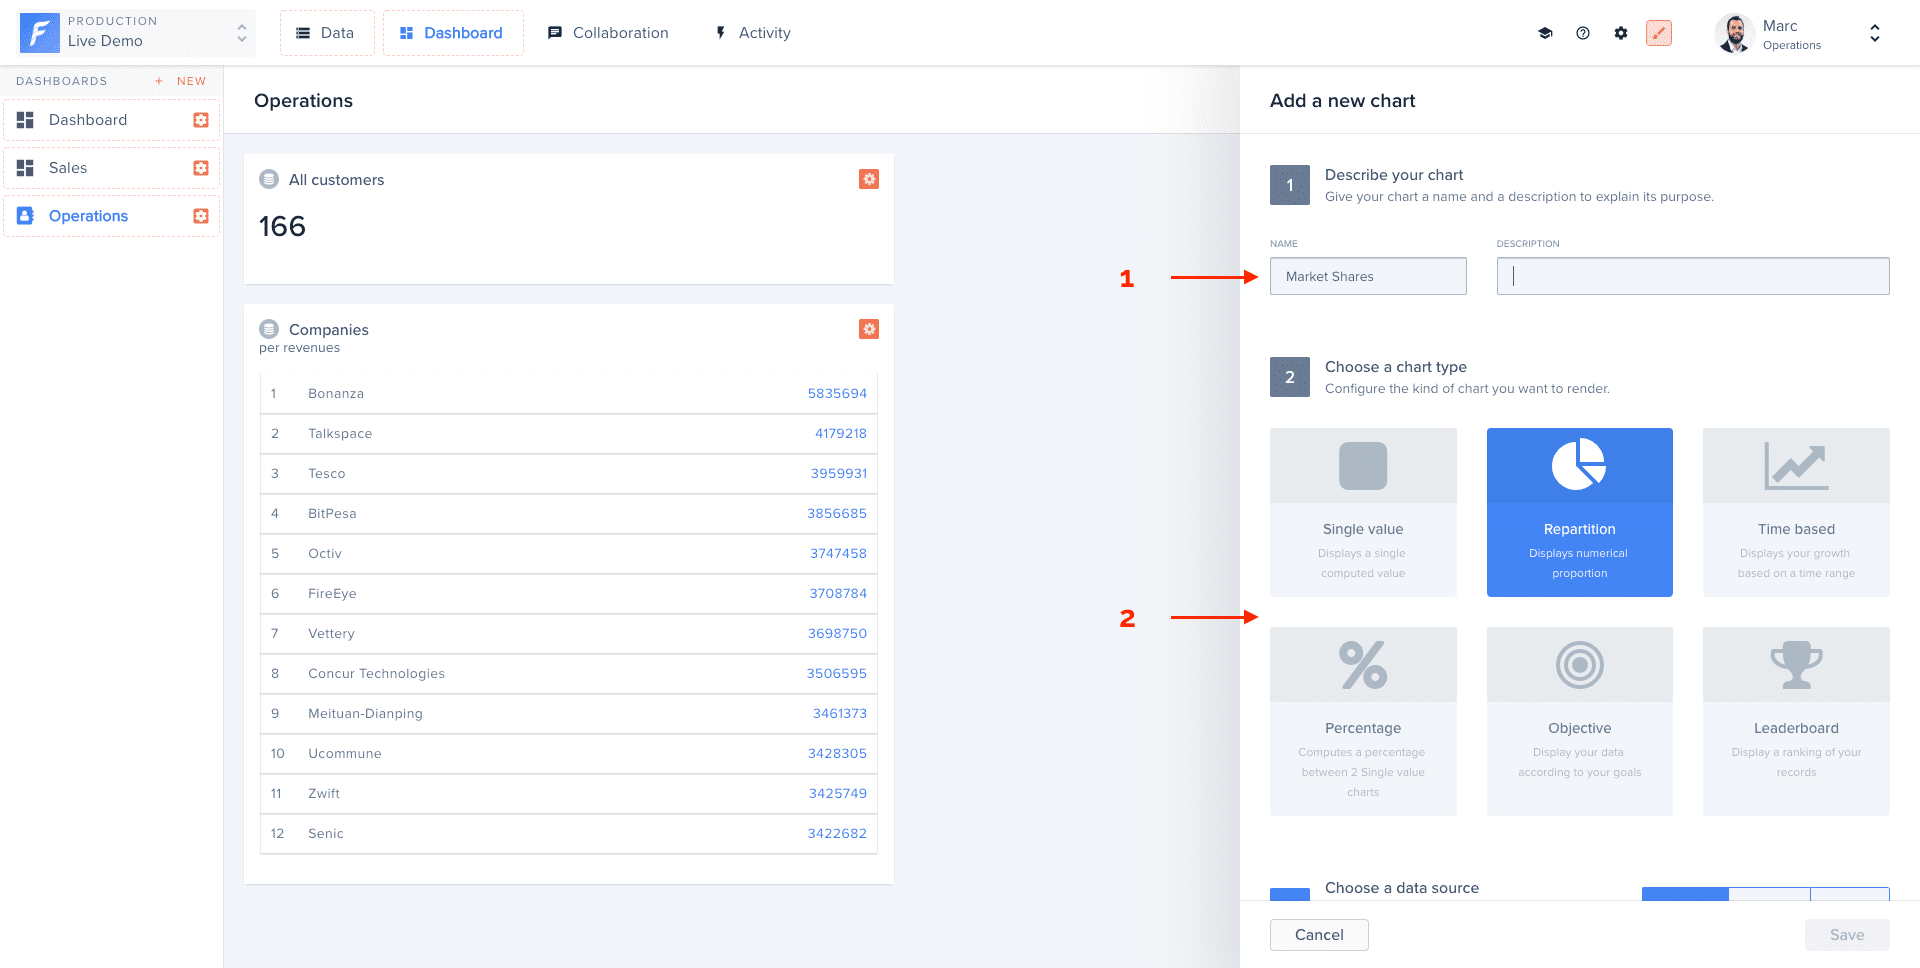 PRODUCTION
Live Demo
Data
Dashboard
Collaboration
Activity
Marc
Operations
DASHBOARDS
+ NEW
Dashboard
Sales
Operations
Operations
All customers
166
Companies
per revenues
1 Bonanza 5835694
2 Talkspace 4179218
3 Tesco 3959931
4 BitPesa 3856685
5 Octiv 3747458
6 FireEye 3708784
7 Vettery 3698750
8 Concur Technologies 3506595
9 Meituan-Dianping 3461373
10 Ucommune 3428305
11 Zwift 3425749
12 Senic 3422682
1
2
Add a new chart
1
Describe your chart
Give your chart a name and a description to explain its purpose.
NAME
DESCRIPTION
Market Shares
2
Choose a chart type
Configure the kind of chart you want to render.
Single value
Displays a single
computed value
Repartition
Displays numerical
proportion
Time based
Displays your growth
based on a time range
Percentage
Computes a percentage
between 2 Single value
charts
Objective
Display your data
according to your goals
Leaderboard
Display a ranking of your
records
Choose a data source
Cancel
Save